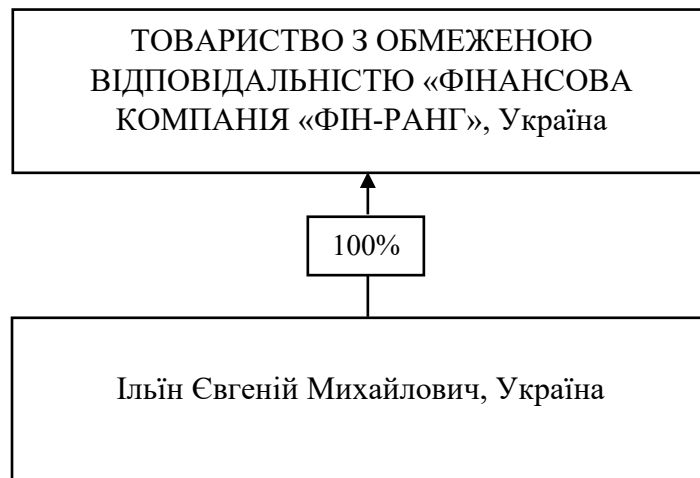 ТОВАРИСТВО З ОБМЕЖЕНОЮ
ВІДПОВІДАЛЬНІСТЮ «ФІНАНСОВА
КОМПАНІЯ «ФІН-РАНГ», Україна
100%
Ільїн Євгеній Михайлович, Україна